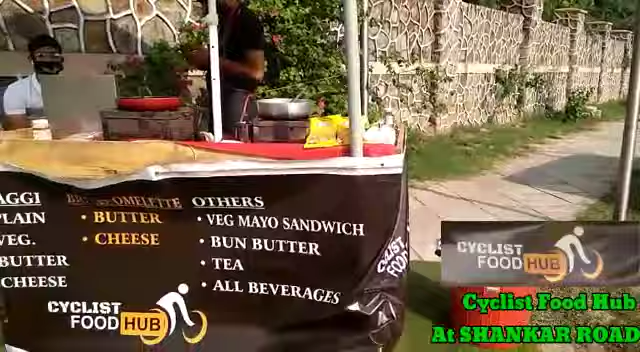 AGGI
PLAIN
VEG.
BUTTER
CHEESE
OMELETTE
• BUTTER
• CHEESE
OTHERS
• VEG MAYO SANDWICH
• BUN BUTTER
• TEA
• ALL BEVERAGES
CYCLIST
FOOD HUB
CYCLIST
FOOD
CYCLIST
FOOD HUB
Cyclist Food Hub
At SHANKAR ROAD